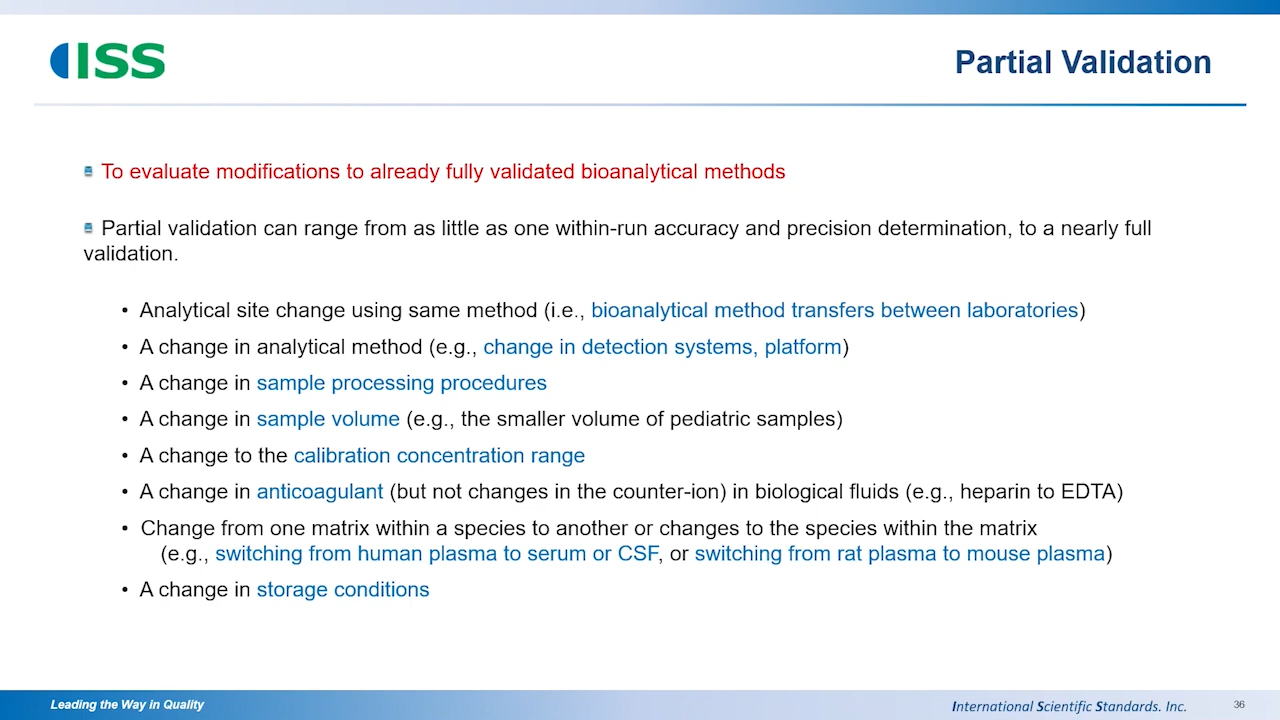 ISS
Partial Validation
To evaluate modifications to already fully validated bioanalytical methods
Partial validation can range from as little as one within-run accuracy and precision determination, to a nearly full
validation.
• Analytical site change using same method (i.e., bioanalytical method transfers between laboratories)
• A change in analytical method (e.g., change in detection systems, platform)
• A change in sample processing procedures
• A change in sample volume (e.g., the smaller volume of pediatric samples)
• A change to the calibration concentration range
• A change in anticoagulant (but not changes in the counter-ion) in biological fluids (e.g., heparin to EDTA)
• Change from one matrix within a species to another or changes to the species within the matrix
(e.g., switching from human plasma to serum or CSF, or switching from rat plasma to mouse plasma)
• A change in storage conditions
Leading the Way in Quality
International Scientific Standards. Inc.
36